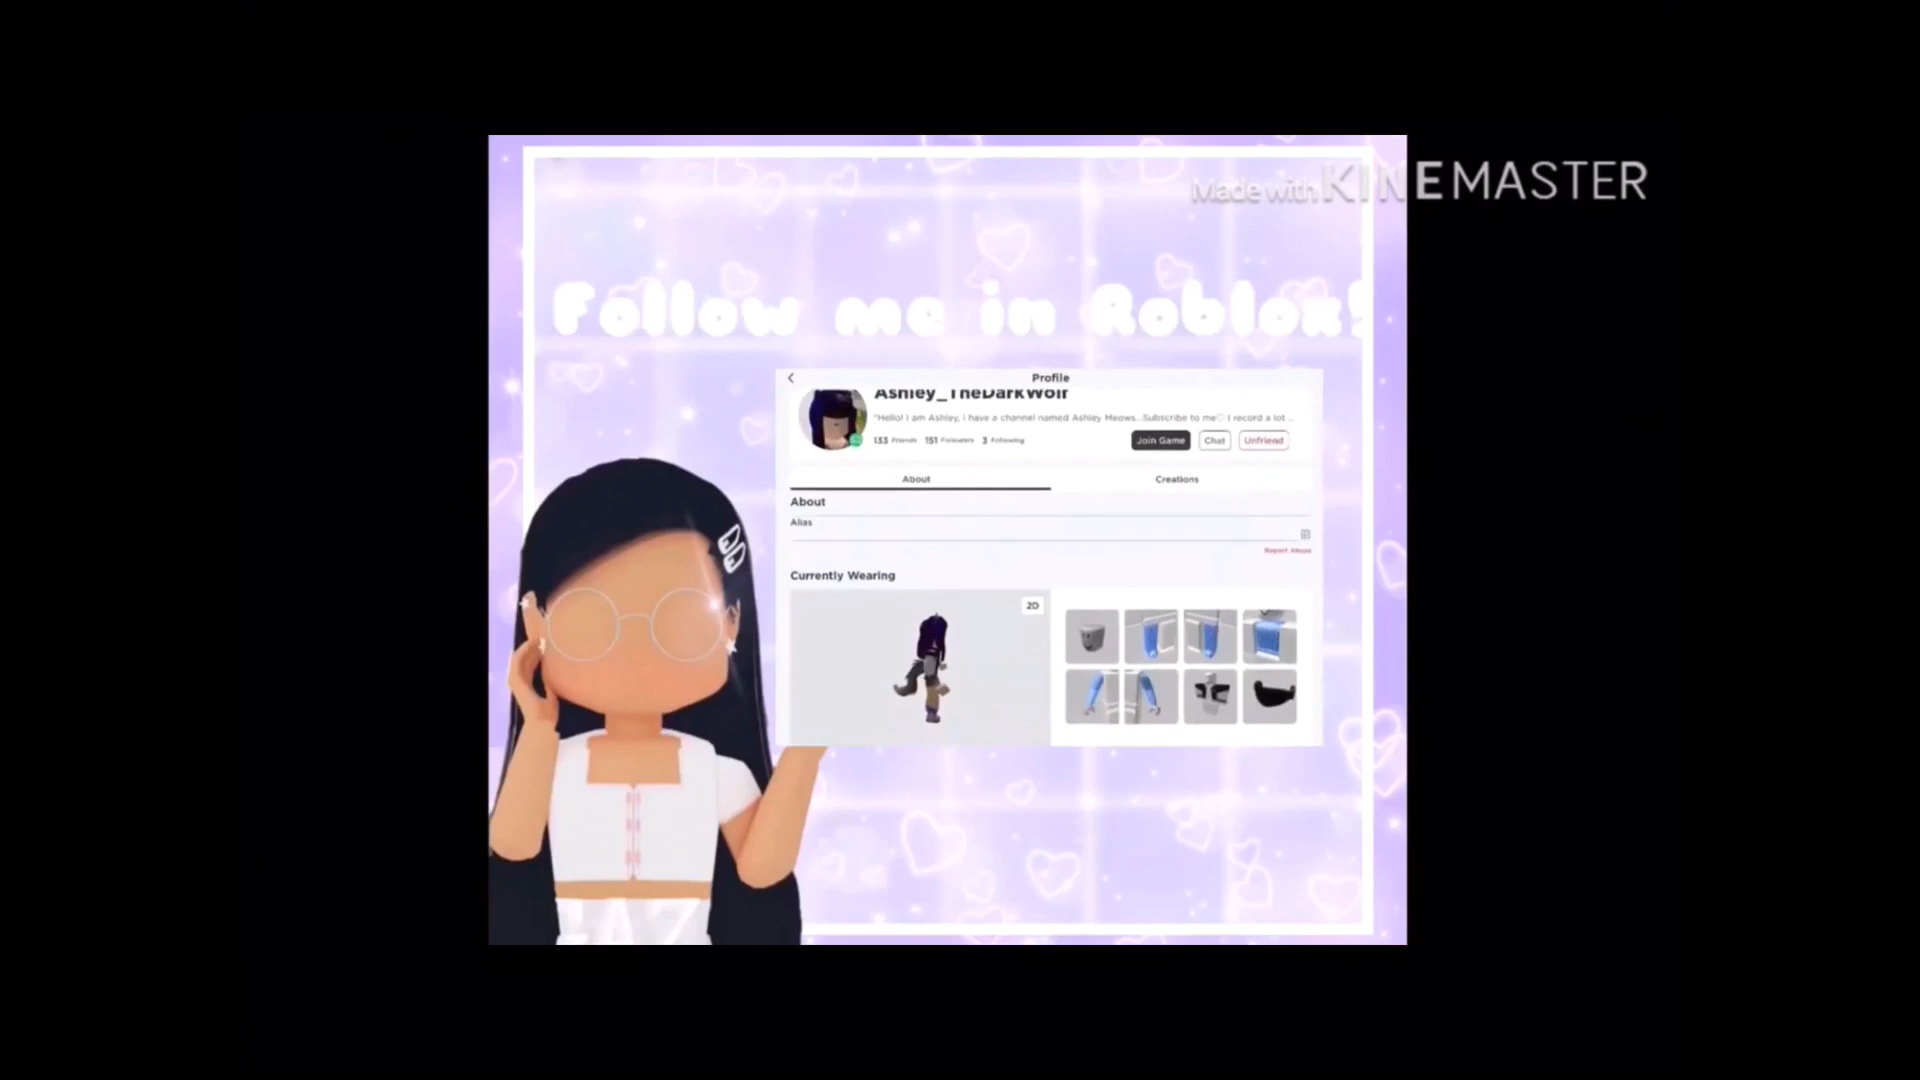 Made with KINEMASTER
Follow me in Roblox!
Profile
Ashley_TheDarkWolf
"Hello! I am Ashley, I have a channel named Ashley Meows...Subscribe to me♡ I record a lot ...
133 Friends 151 Followers 3 Following
Join Game Chat Unfriend
About Creations
About
Alias
Report Abuse
Currently Wearing
2D